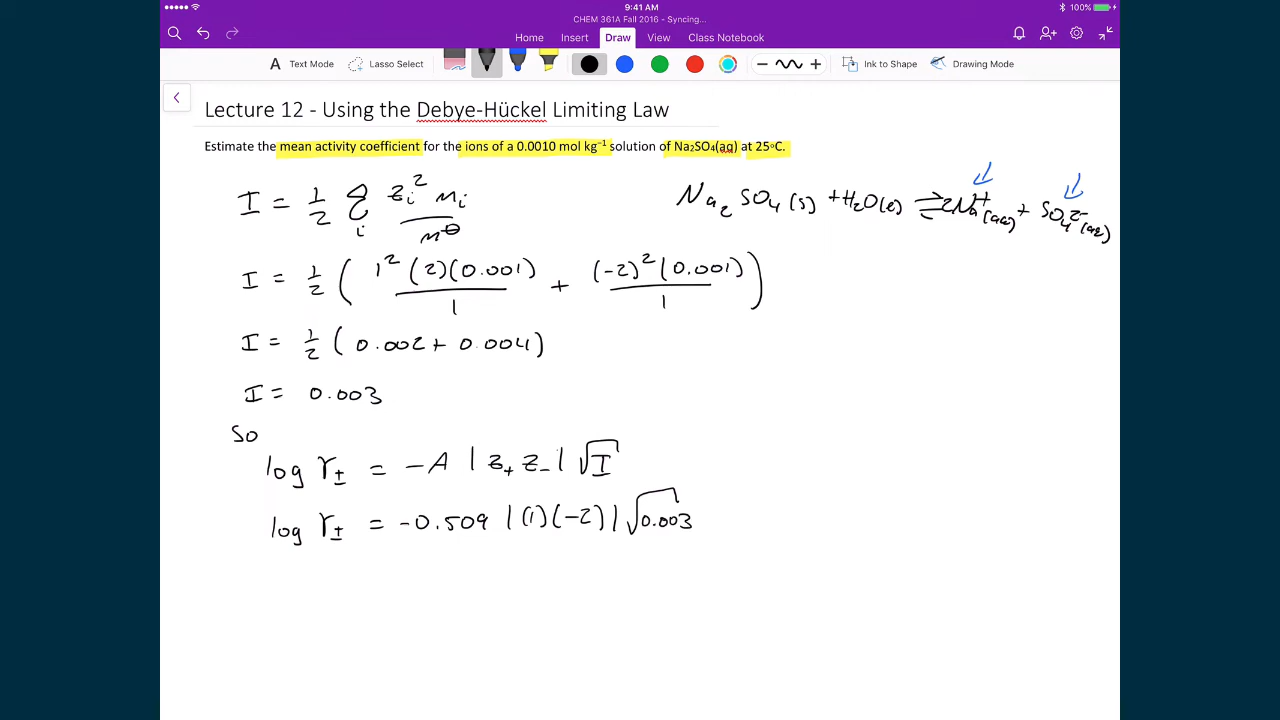 9:41 AM
100%
CHEM 361A Fall 2016 - Syncing...
Home Insert Draw View Class Notebook
A Text Mode Lasso Select Ink to Shape Drawing Mode
Lecture 12 - Using the Debye-Hückel Limiting Law
Estimate the mean activity coefficient for the ions of a 0.0010 mol kg⁻¹ solution of Na₂SO₄(aq) at 25°C.
I = 1/2 Σᵢ zᵢ² mᵢ / m^⦵
Na₂SO₄(s) + H₂O(l) ⇌ 2Na⁺(aq) + SO₄²⁻(aq)
I = 1/2 ( 1² (2)(0.001) / 1 + (-2)² (0.001) / 1 )
I = 1/2 ( 0.002 + 0.004 )
I = 0.003
So
log γ± = -A | z₊ z₋ | √I
log γ± = -0.509 | (1)(-2) | √0.003